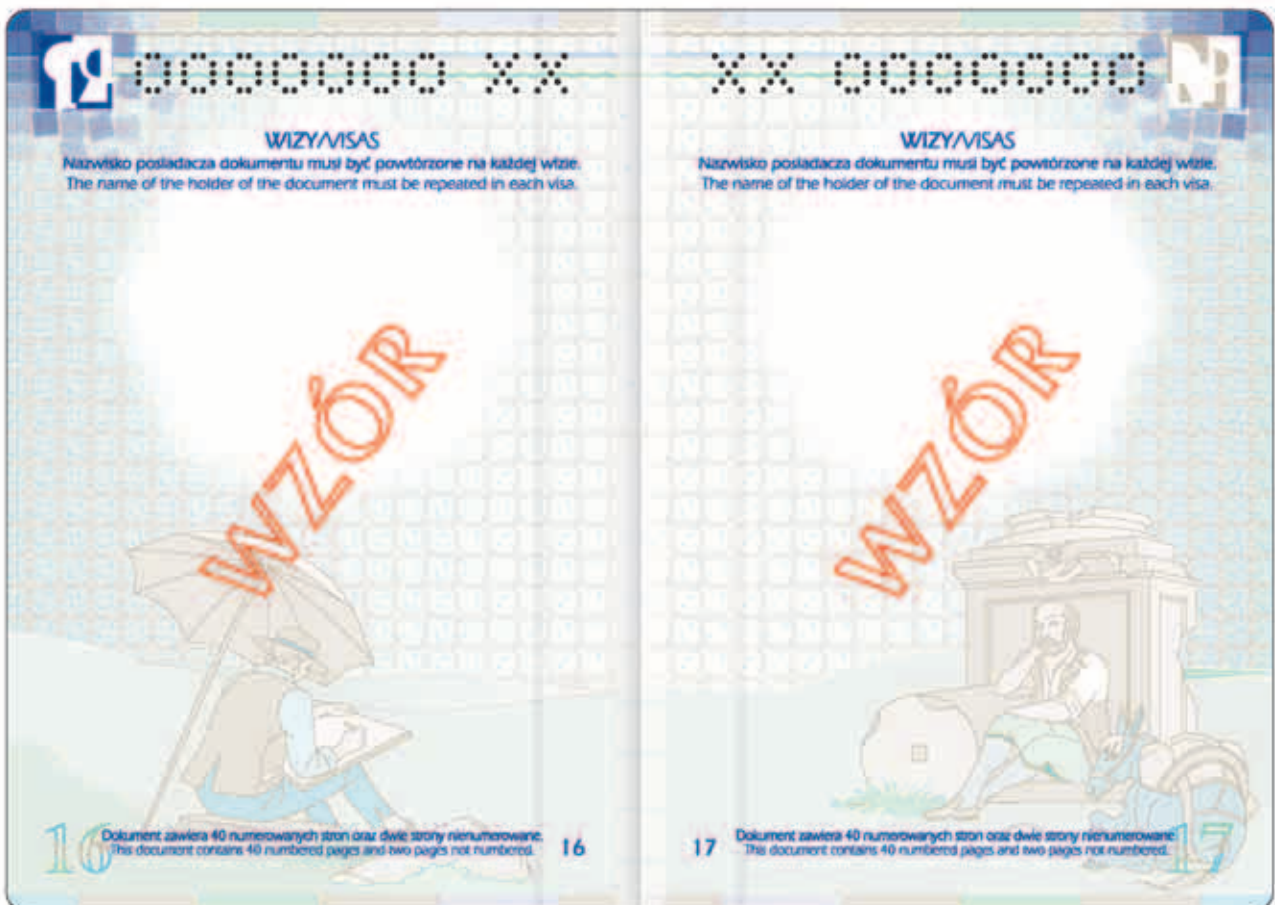 0000000 XX
WIZY/VISAS
Nazwisko posiadacza dokumentu musi być powtórzone na każdej wizie.
The name of the holder of the document must be repeated in each visa.
WZÓR
Dokument zawiera 40 numerowanych stron oraz dwie strony nienumerowane.
This document contains 40 numbered pages and two pages not numbered.
16
16
XX 0000000
WIZY/VISAS
Nazwisko posiadacza dokumentu musi być powtórzone na każdej wizie.
The name of the holder of the document must be repeated in each visa.
WZÓR
17
Dokument zawiera 40 numerowanych stron oraz dwie strony nienumerowane.
This document contains 40 numbered pages and two pages not numbered.
17